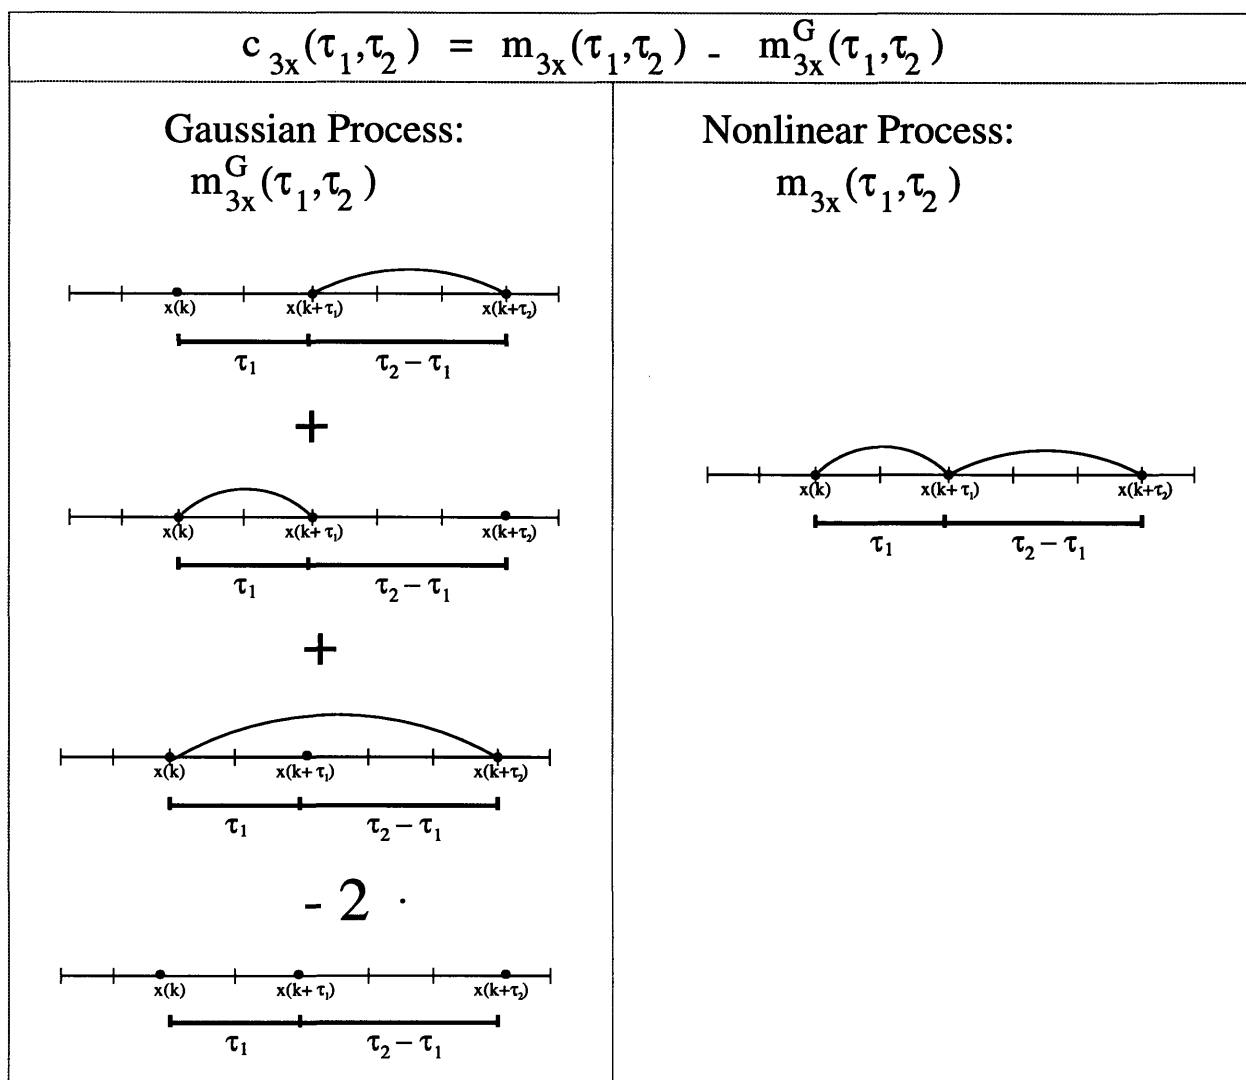 c₃ₓ(τ₁,τ₂) = m₃ₓ(τ₁,τ₂) - m₃ₓᴳ(τ₁,τ₂)
Gaussian Process:
m₃ₓᴳ(τ₁,τ₂)
x(k) x(k+τ₁) x(k+τ₂)
τ₁ τ₂ – τ₁
+
x(k) x(k+τ₁) x(k+τ₂)
τ₁ τ₂ – τ₁
+
x(k) x(k+τ₁) x(k+τ₂)
τ₁ τ₂ – τ₁
- 2 ·
x(k) x(k+τ₁) x(k+τ₂)
τ₁ τ₂ – τ₁
Nonlinear Process:
m₃ₓ(τ₁,τ₂)
x(k) x(k+τ₁) x(k+τ₂)
τ₁ τ₂ – τ₁